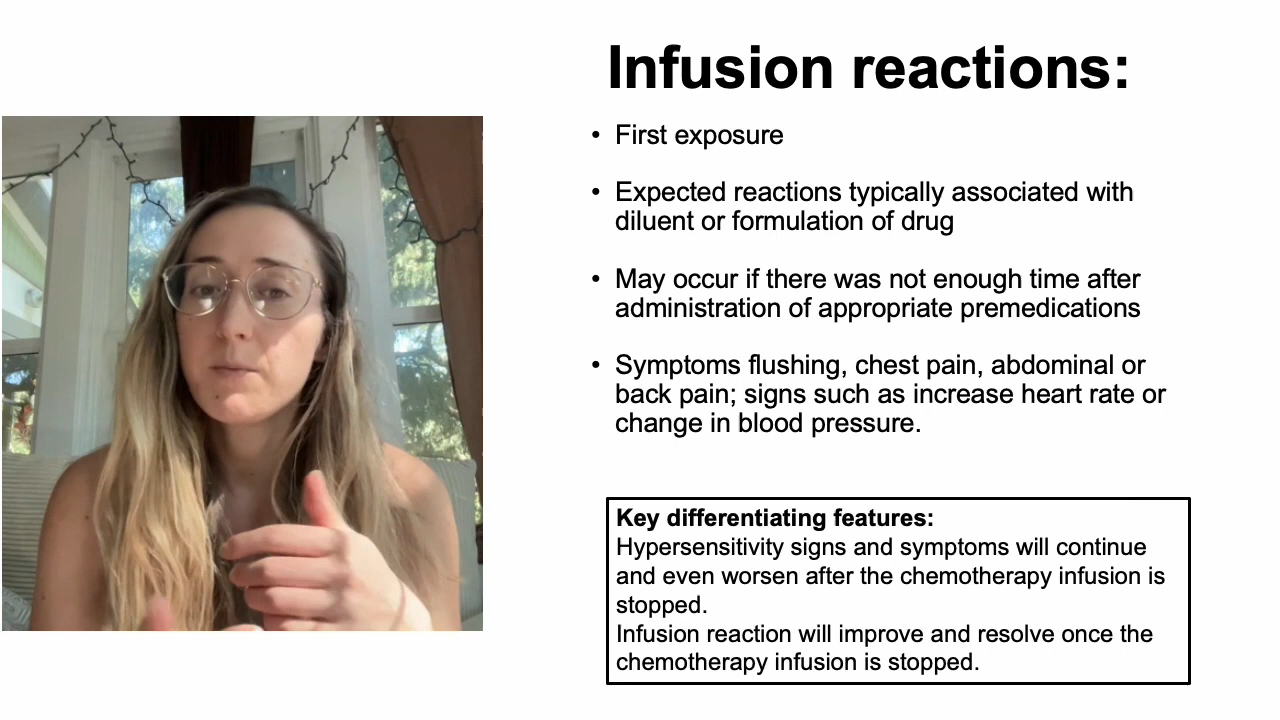 Infusion reactions:
• First exposure
• Expected reactions typically associated with
diluent or formulation of drug
• May occur if there was not enough time after
administration of appropriate premedications
• Symptoms flushing, chest pain, abdominal or
back pain; signs such as increase heart rate or
change in blood pressure.
Key differentiating features:
Hypersensitivity signs and symptoms will continue
and even worsen after the chemotherapy infusion is
stopped.
Infusion reaction will improve and resolve once the
chemotherapy infusion is stopped.